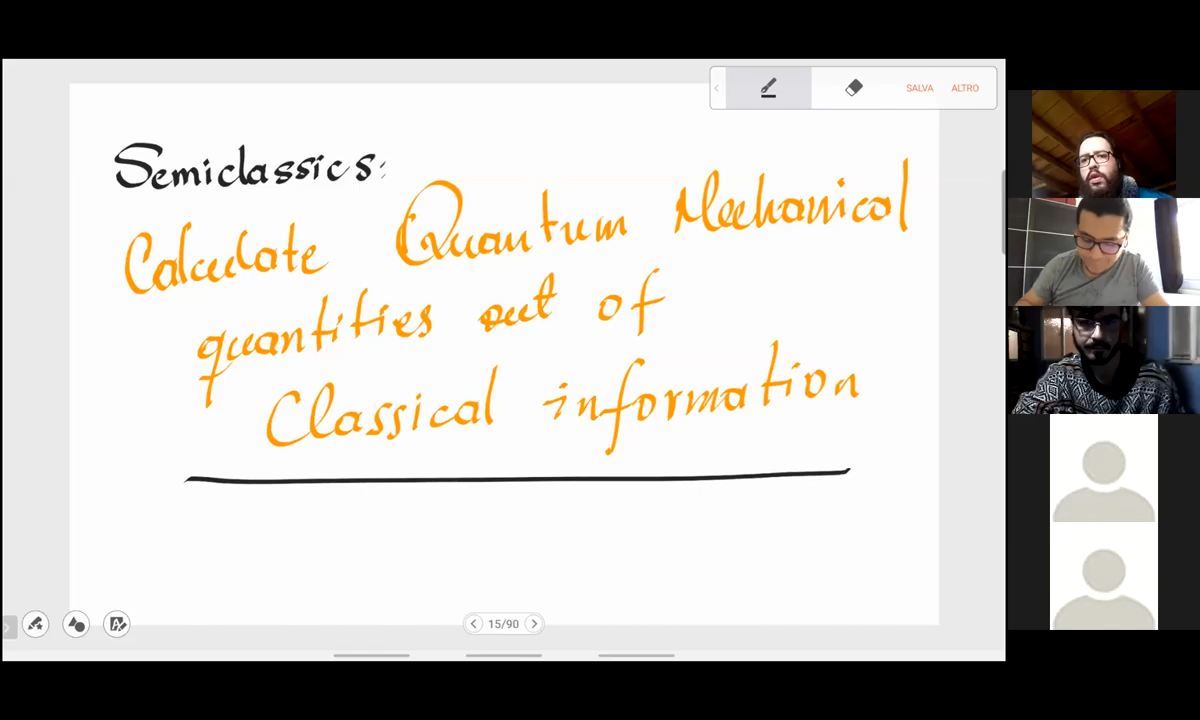 SALVA ALTRO
Semiclassics:
Calculate Quantum Mechanical
quantities out of
Classical information
15/90